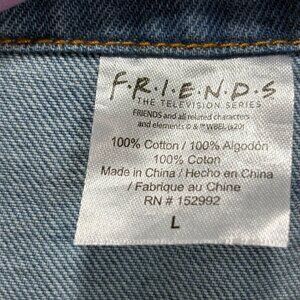 F·R·I·E·N·D·S
THE TELEVISION SERIES
FRIENDS and all related characters
and elements © & ™ WBEI. (s20)
100% Cotton / 100% Algodón
100% Coton
Made in China / Hecho en China
/ Fabrique au Chine
RN # 152992
L